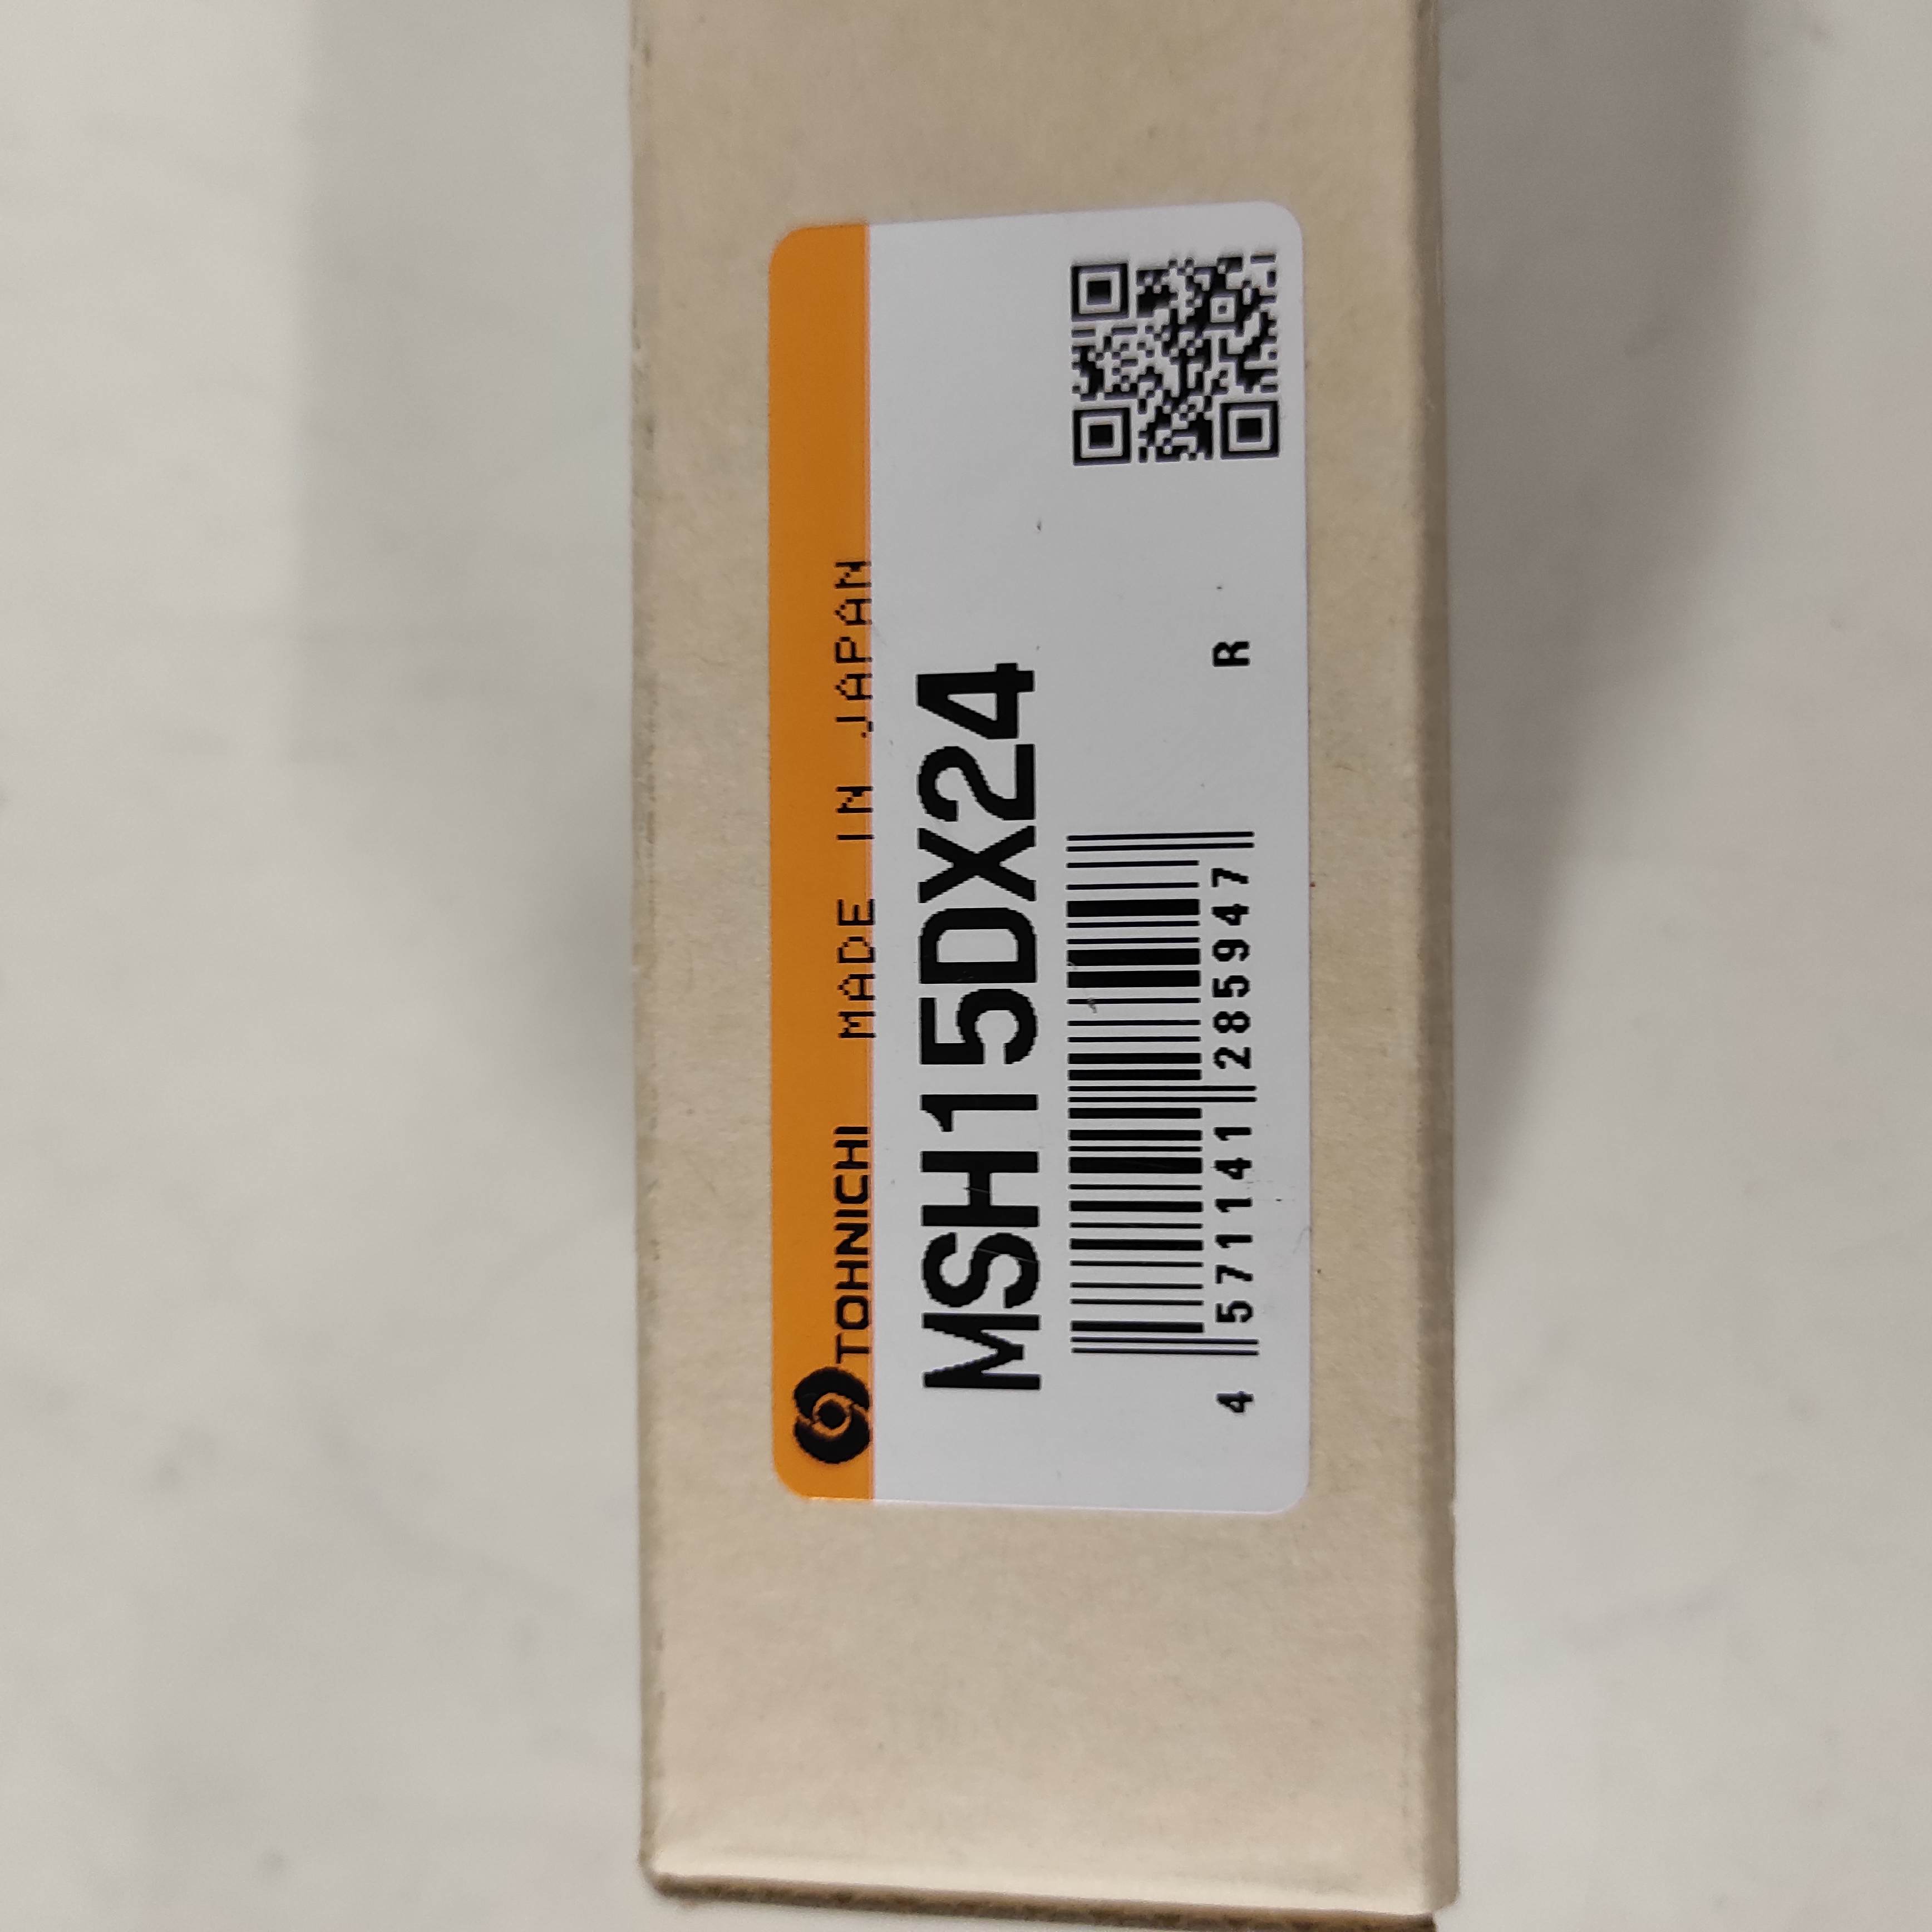 TOHNICHI MADE IN JAPAN
MSH15DX24
4 571141 285947 R